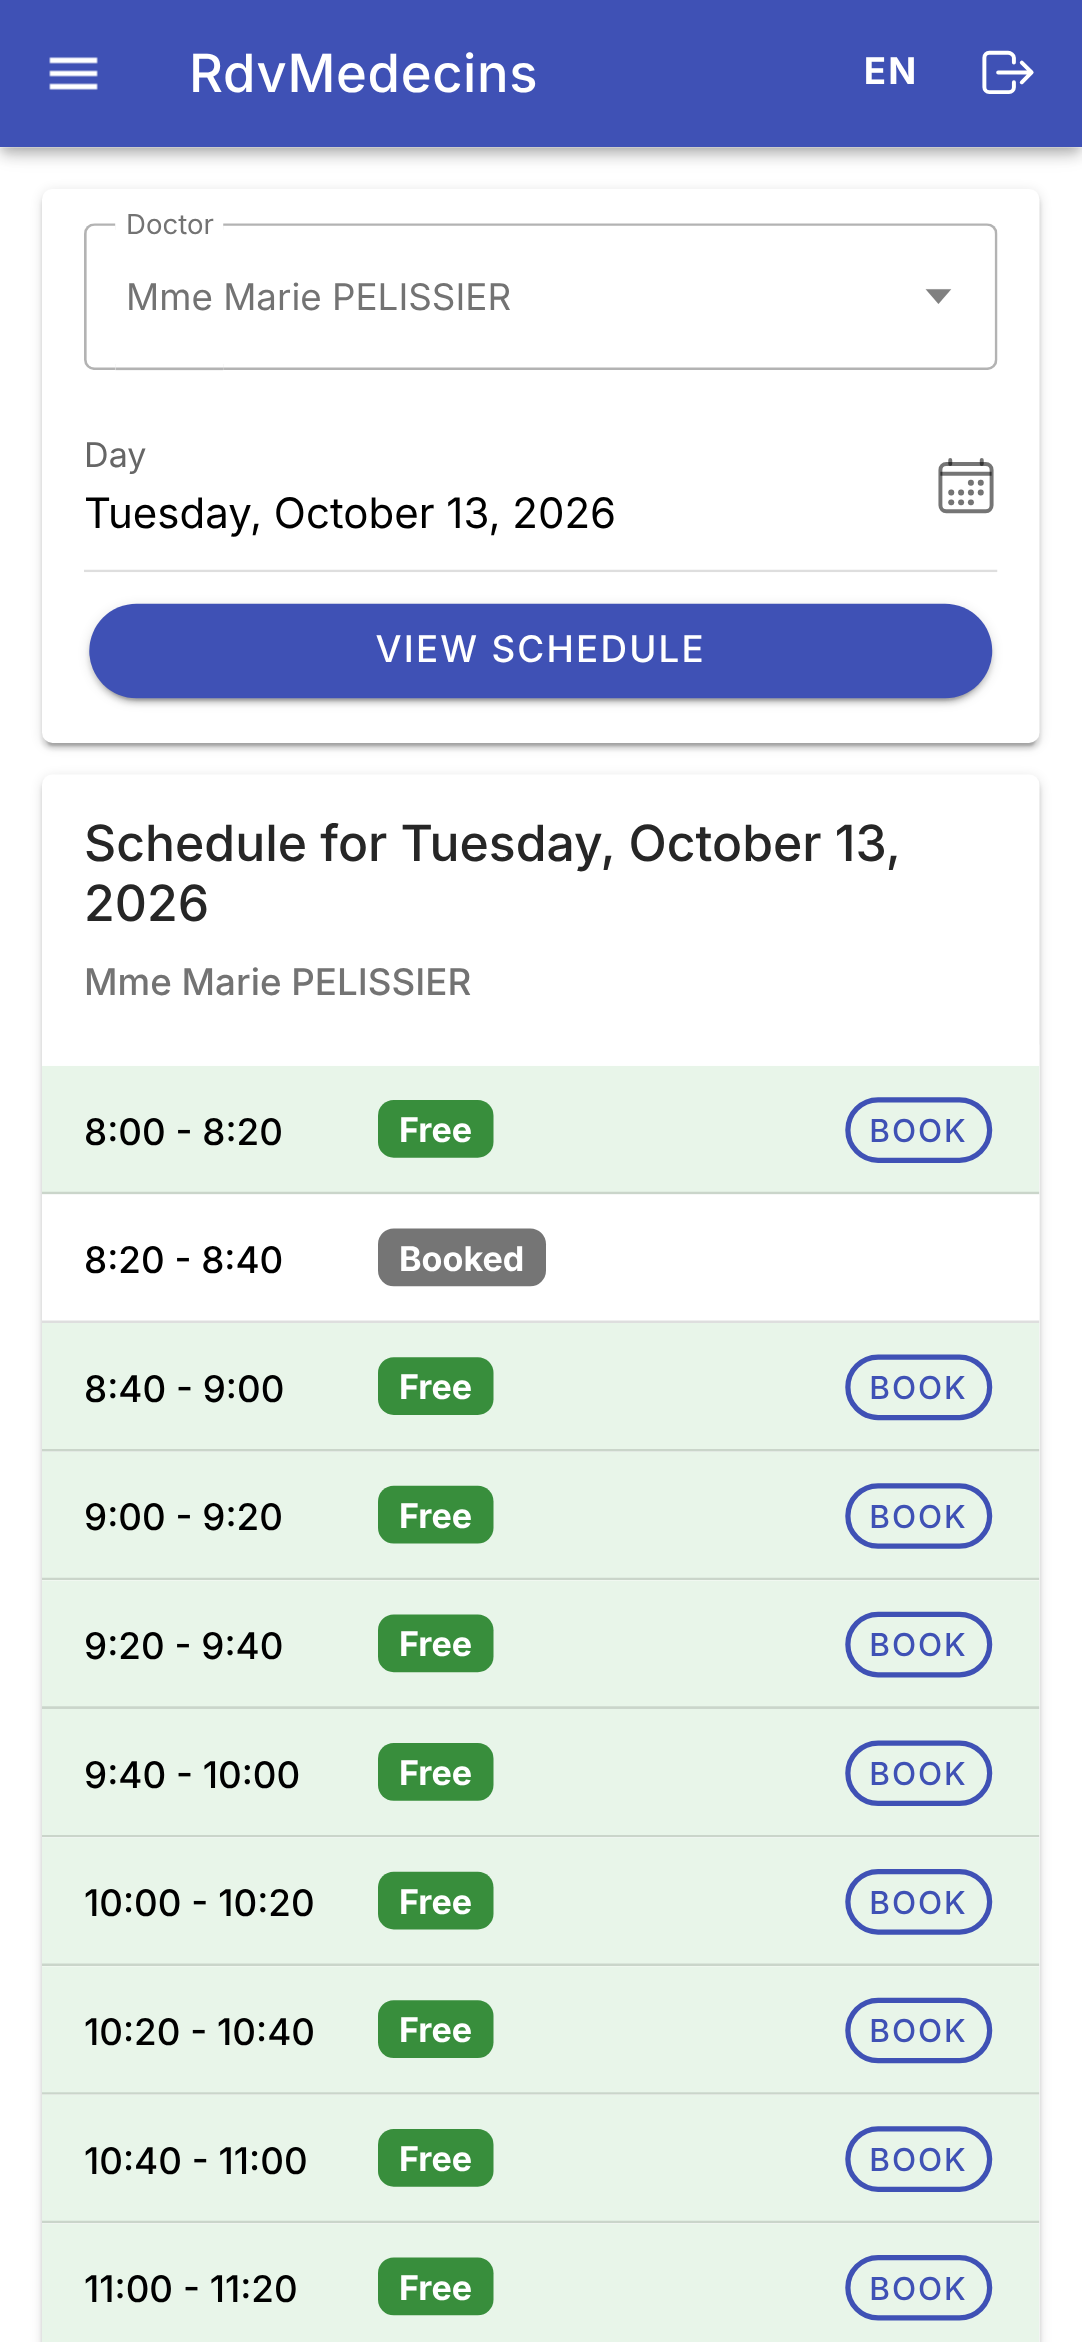 RdvMedecins
EN
Doctor
Mme Marie PELISSIER
Day
Tuesday, October 13, 2026
VIEW SCHEDULE
Schedule for Tuesday, October 13,
2026
Mme Marie PELISSIER
8:00 - 8:20 Free BOOK
8:20 - 8:40 Booked
8:40 - 9:00 Free BOOK
9:00 - 9:20 Free BOOK
9:20 - 9:40 Free BOOK
9:40 - 10:00 Free BOOK
10:00 - 10:20 Free BOOK
10:20 - 10:40 Free BOOK
10:40 - 11:00 Free BOOK
11:00 - 11:20 Free BOOK